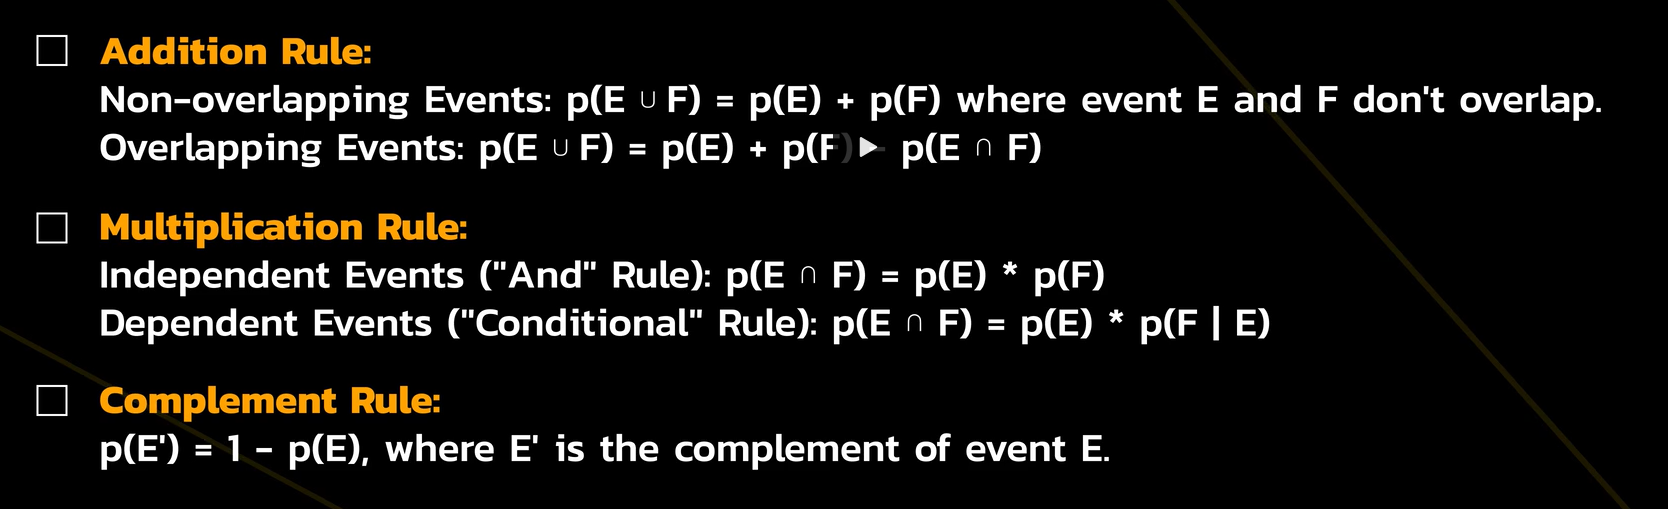 Addition Rule:
Non-overlapping Events: p(E ∪ F) = p(E) + p(F) where event E and F don't overlap.
Overlapping Events: p(E ∪ F) = p(E) + p(F) - p(E ∩ F)
Multiplication Rule:
Independent Events ("And" Rule): p(E ∩ F) = p(E) * p(F)
Dependent Events ("Conditional" Rule): p(E ∩ F) = p(E) * p(F | E)
Complement Rule:
p(E') = 1 - p(E), where E' is the complement of event E.